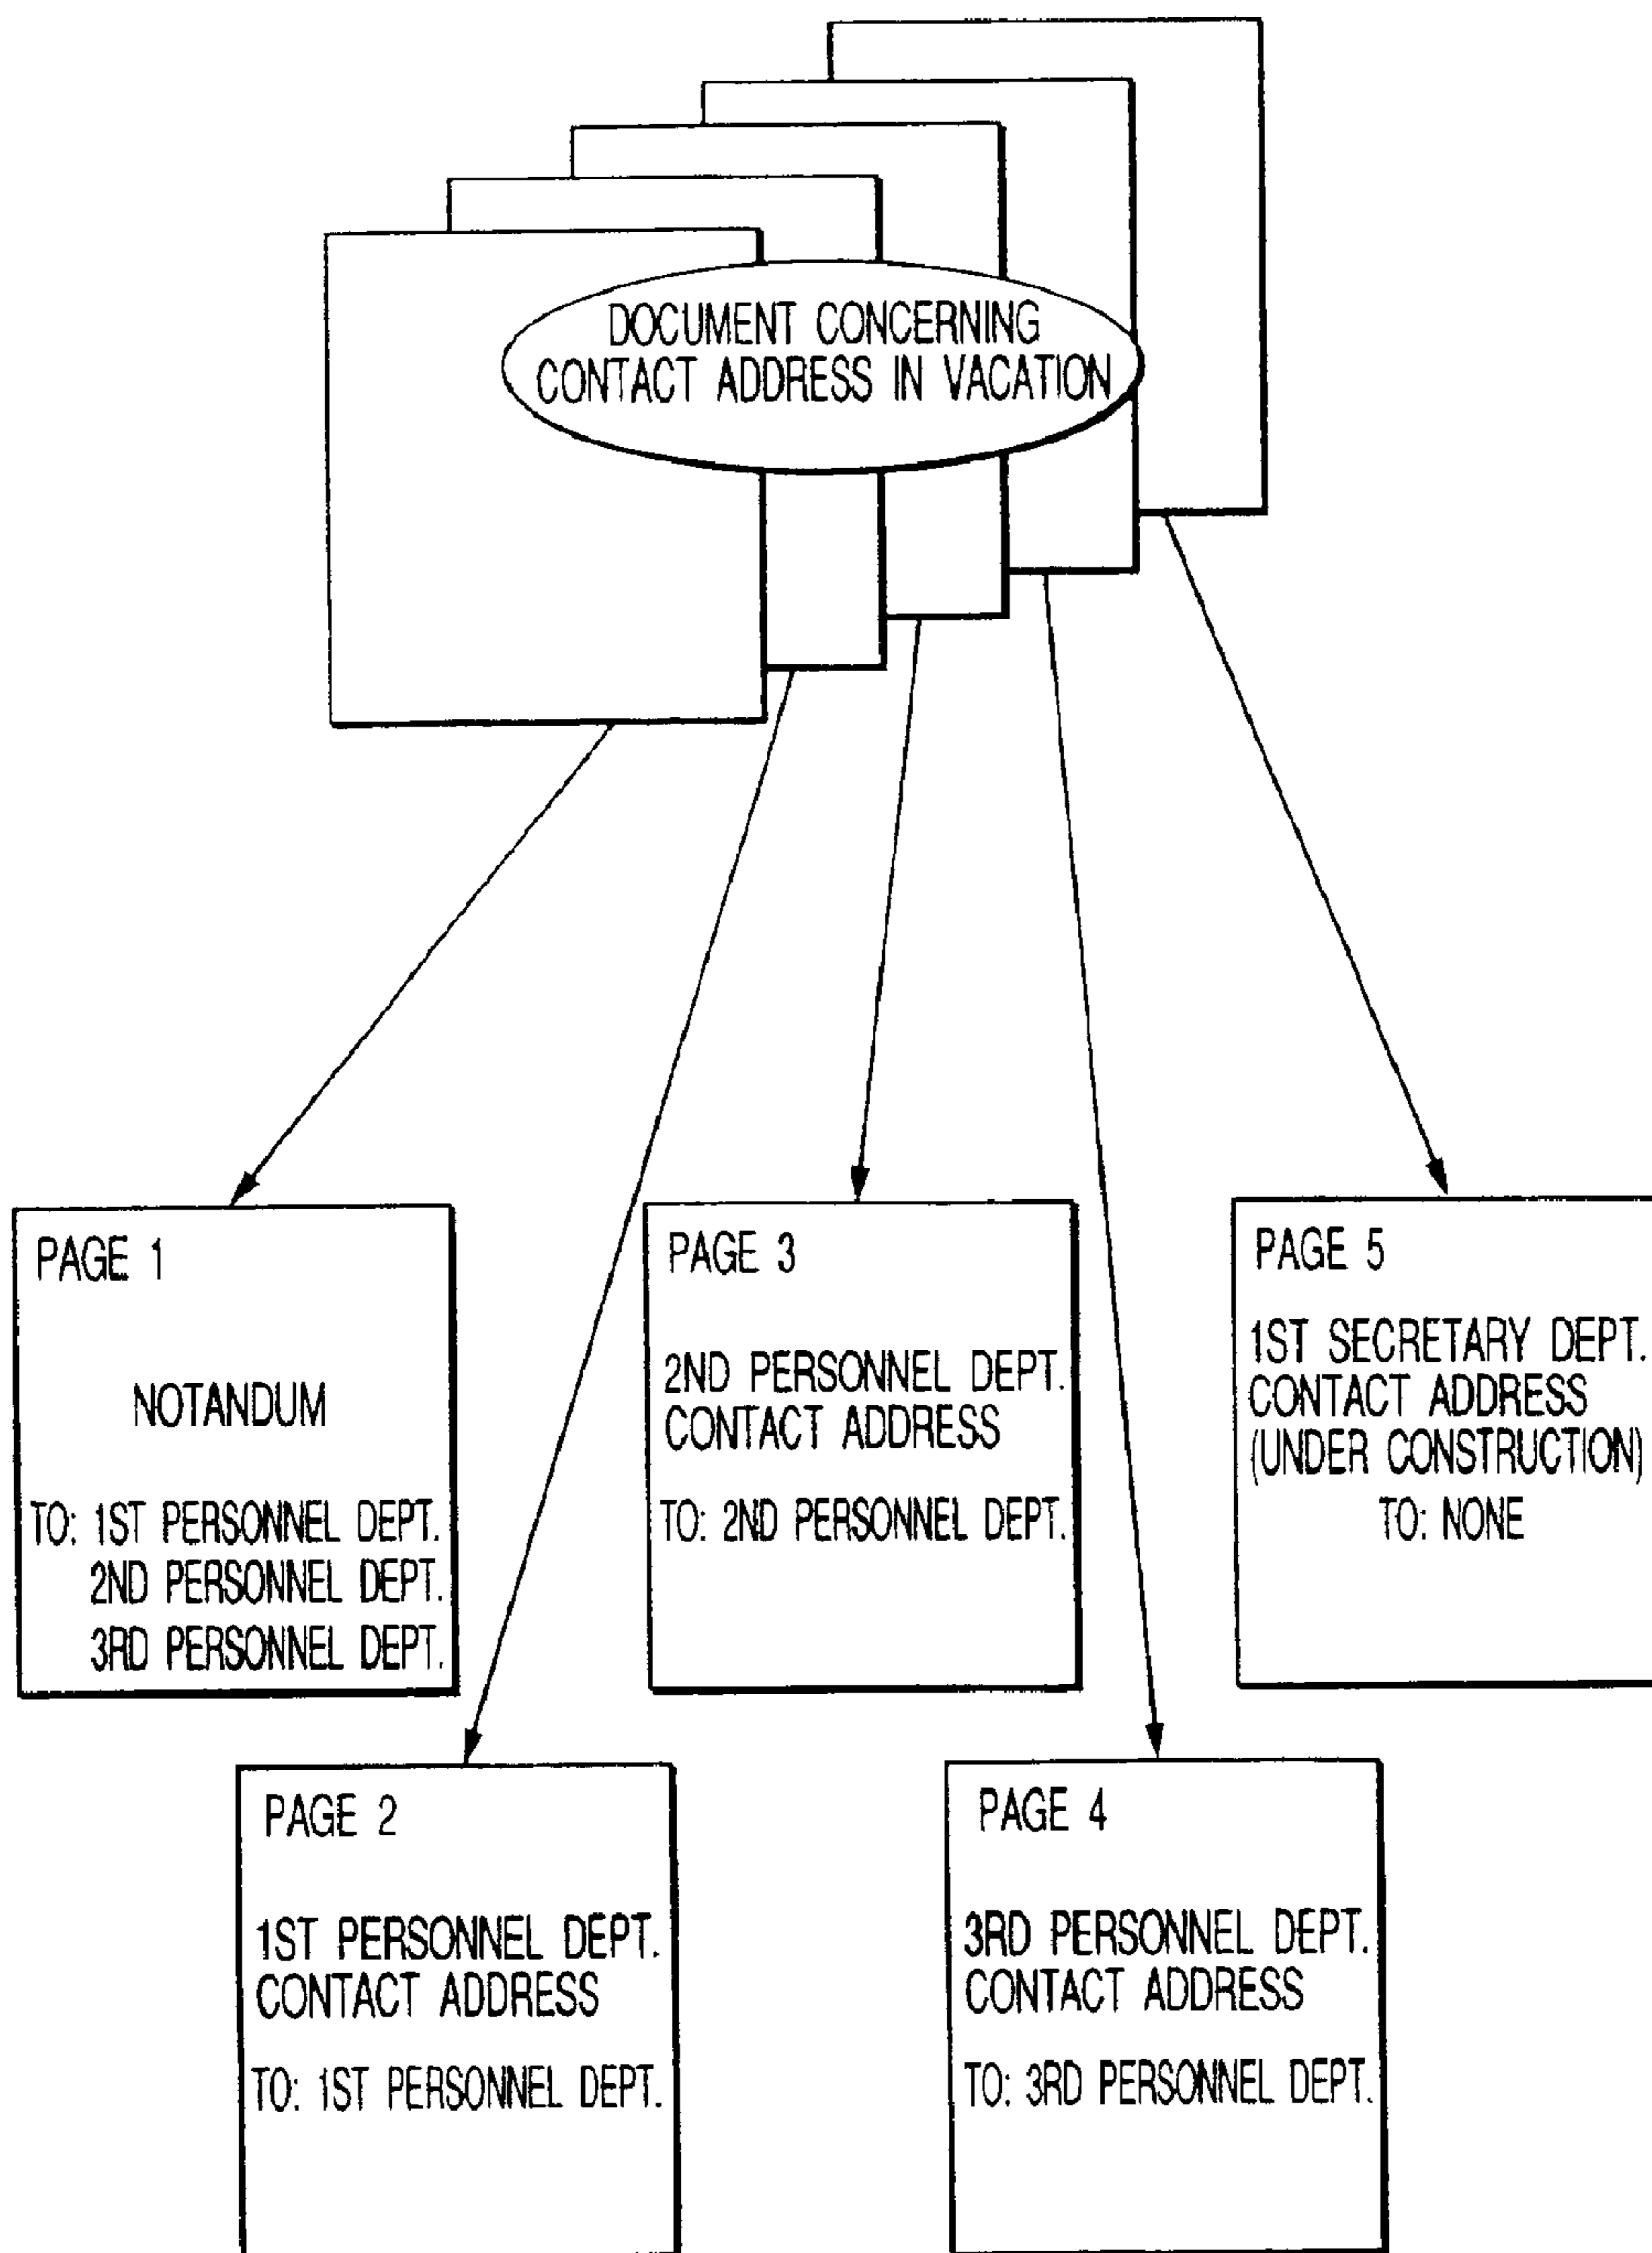 DOCUMENT CONCERNING
CONTACT ADDRESS IN VACATION
PAGE 1
NOTANDUM
TO: 1ST PERSONNEL DEPT.
2ND PERSONNEL DEPT.
3RD PERSONNEL DEPT.
PAGE 2
1ST PERSONNEL DEPT.
CONTACT ADDRESS
TO: 1ST PERSONNEL DEPT.
PAGE 3
2ND PERSONNEL DEPT.
CONTACT ADDRESS
TO: 2ND PERSONNEL DEPT.
PAGE 4
3RD PERSONNEL DEPT.
CONTACT ADDRESS
TO: 3RD PERSONNEL DEPT.
PAGE 5
1ST SECRETARY DEPT.
CONTACT ADDRESS
(UNDER CONSTRUCTION)
TO: NONE